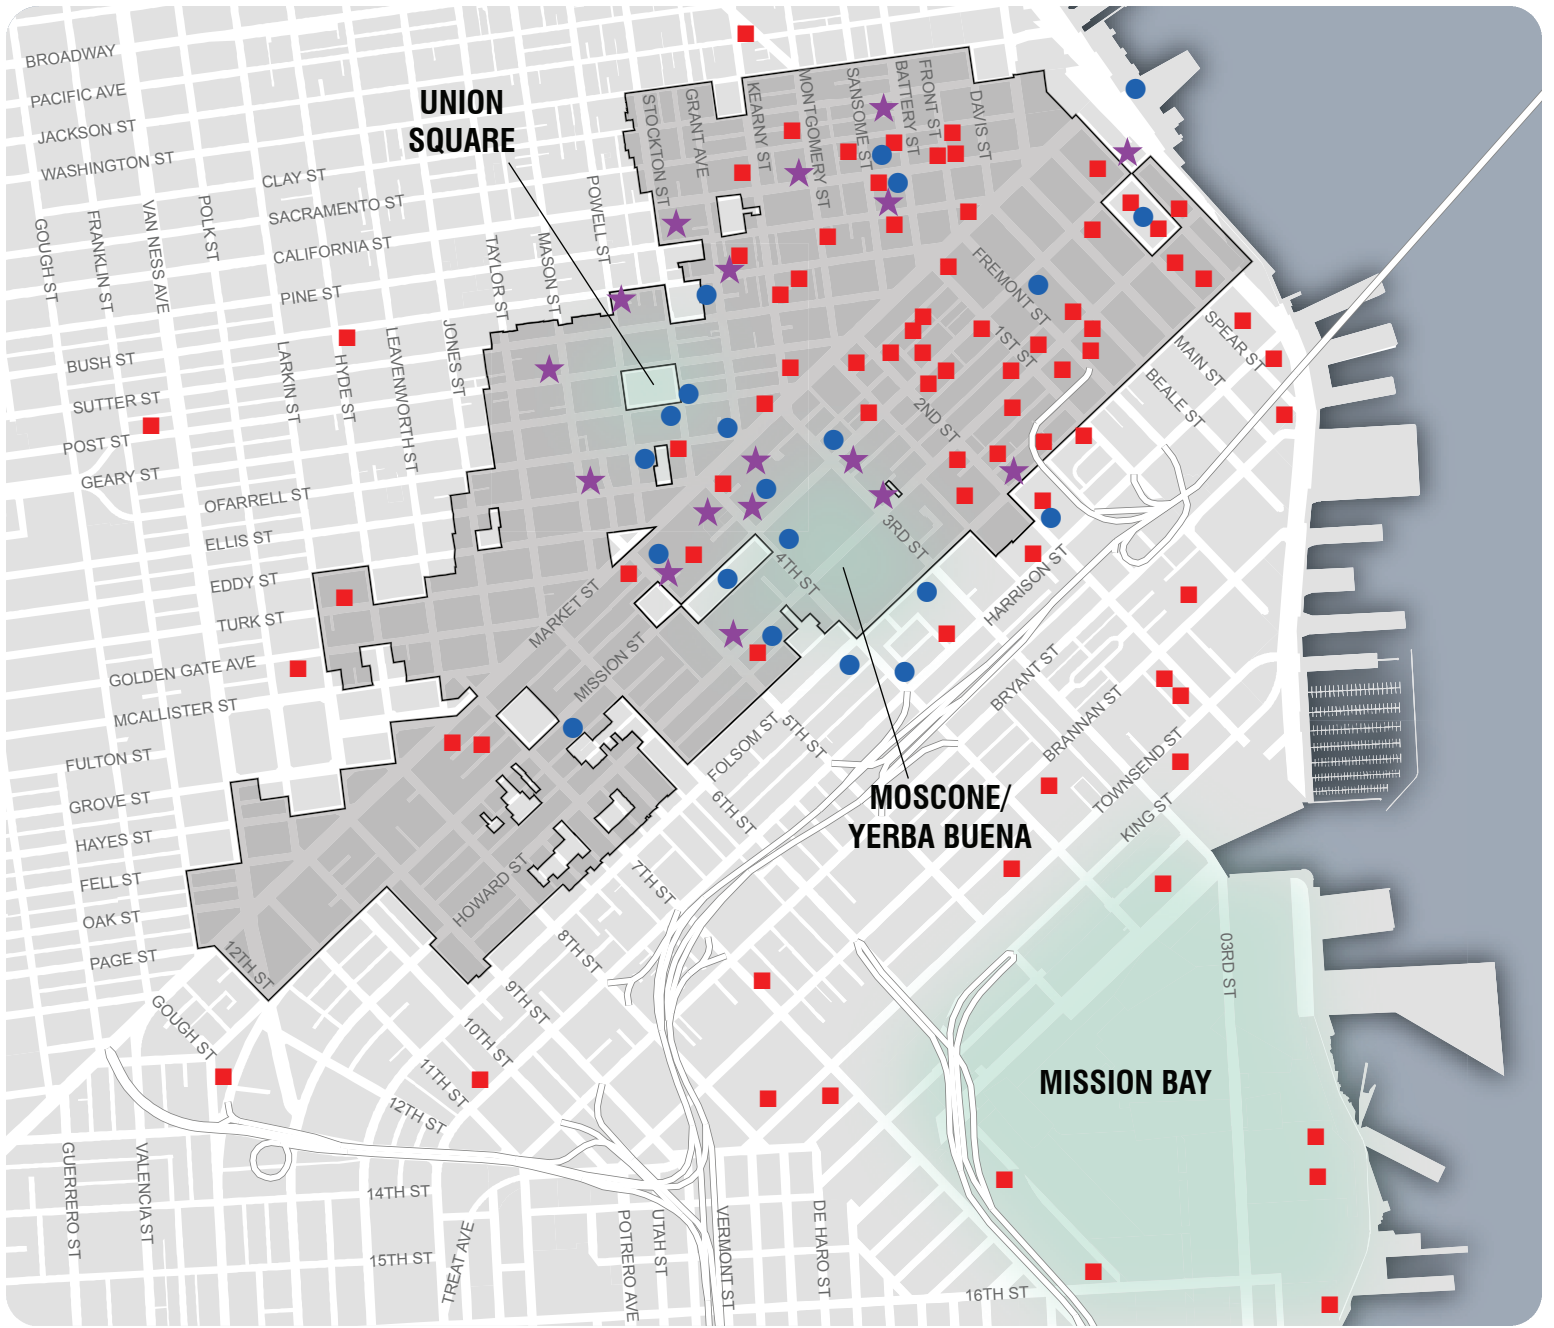 BROADWAY
PACIFIC AVE
JACKSON ST
WASHINGTON ST
CLAY ST
SACRAMENTO ST
CALIFORNIA ST
PINE ST
BUSH ST
SUTTER ST
POST ST
GEARY ST
OFARRELL ST
ELLIS ST
EDDY ST
TURK ST
GOLDEN GATE AVE
MCALLISTER ST
FULTON ST
GROVE ST
HAYES ST
FELL ST
OAK ST
PAGE ST
GOUGH ST
FRANKLIN ST
VAN NESS AVE
POLK ST
LARKIN ST
HYDE ST
LEAVENWORTH ST
JONES ST
TAYLOR ST
MASON ST
POWELL ST
STOCKTON ST
GRANT AVE
KEARNY ST
MONTGOMERY ST
SANSOME ST
BATTERY ST
FRONT ST
DAVIS ST
UNION
SQUARE
FREMONT ST
1ST ST
2ND ST
3RD ST
4TH ST
5TH ST
6TH ST
7TH ST
8TH ST
9TH ST
10TH ST
11TH ST
12TH ST
12TH ST
GOUGH ST
SPEAR ST
MAIN ST
BEALE ST
MARKET ST
MISSION ST
HOWARD ST
FOLSOM ST
HARRISON ST
BRYANT ST
BRANNAN ST
TOWNSEND ST
KING ST
MOSCONE/
YERBA BUENA
03RD ST
MISSION BAY
GUERRERO ST
VALENCIA ST
14TH ST
15TH ST
TREAT AVE
POTRERO AVE
UTAH ST
VERMONT ST
DE HARO ST
16TH ST